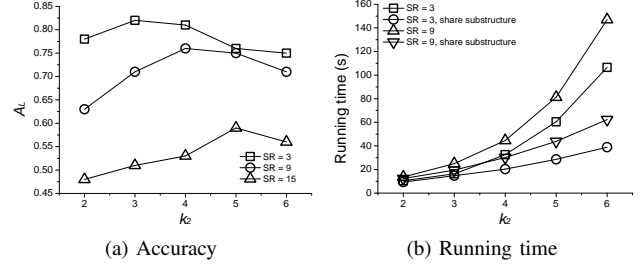 0.85
0.80
0.75
0.70
0.65
0.60
0.55
0.50
0.45
A_L
2 3 4 5 6
k_2
SR = 3
SR = 9
SR = 15
(a) Accuracy
160
140
120
100
80
60
40
20
0
Running time (s)
2 3 4 5 6
k_2
SR = 3
SR = 3, share substructure
SR = 9
SR = 9, share substructure
(b) Running time